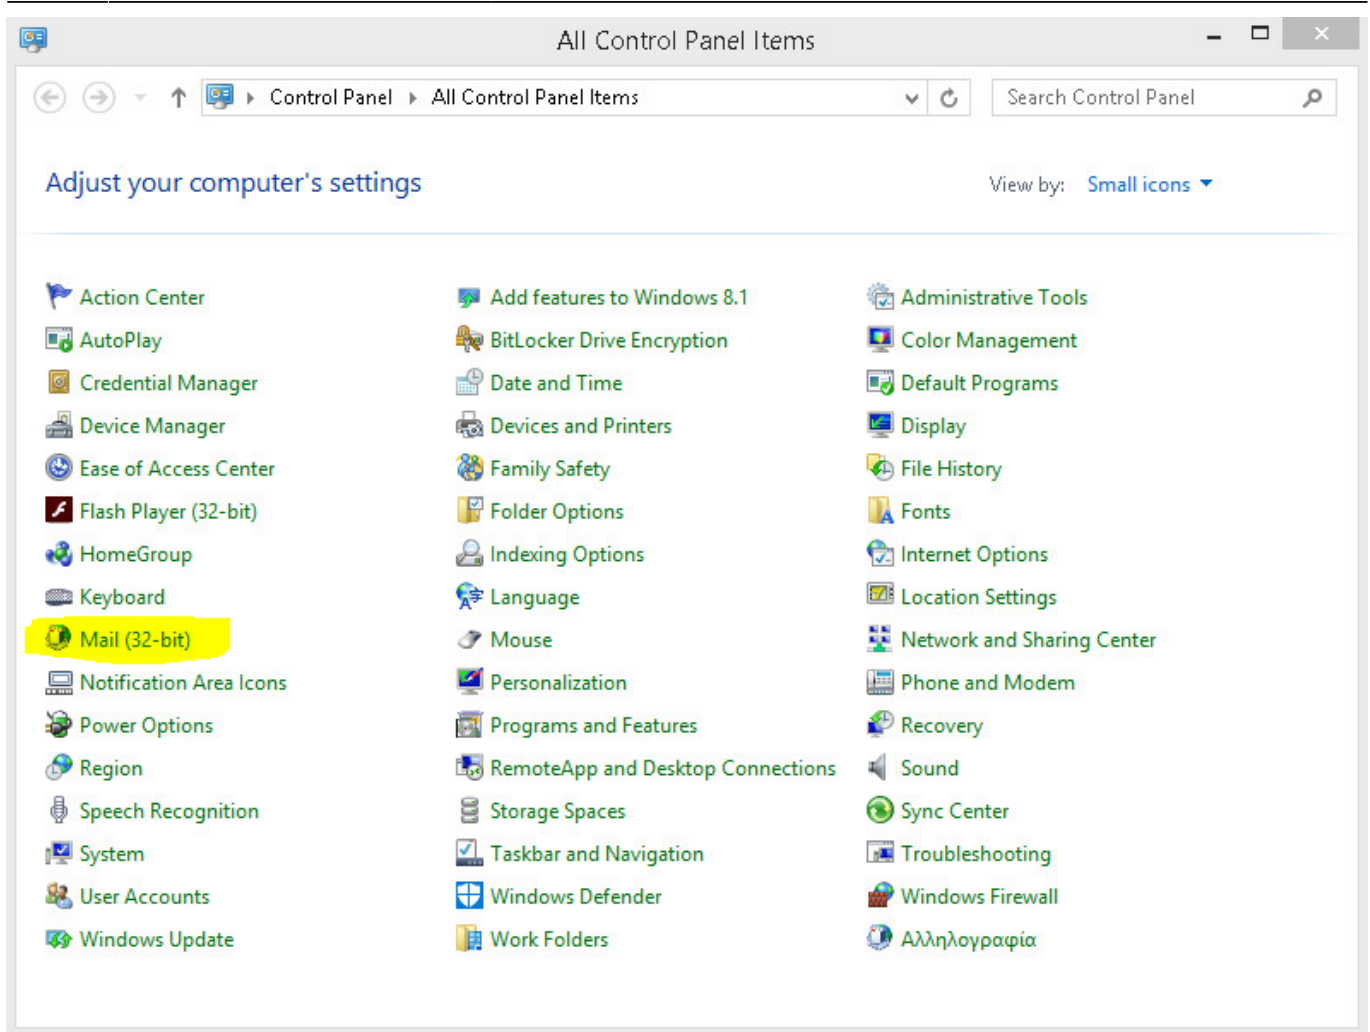 All Control Panel Items
Control Panel All Control Panel Items
Search Control Panel
Adjust your computer's settings
View by: Small icons
Action Center
Add features to Windows 8.1
Administrative Tools
AutoPlay
BitLocker Drive Encryption
Color Management
Credential Manager
Date and Time
Default Programs
Device Manager
Devices and Printers
Display
Ease of Access Center
Family Safety
File History
Flash Player (32-bit)
Folder Options
Fonts
HomeGroup
Indexing Options
Internet Options
Keyboard
Language
Location Settings
Mail (32-bit)
Mouse
Network and Sharing Center
Notification Area Icons
Personalization
Phone and Modem
Power Options
Programs and Features
Recovery
Region
RemoteApp and Desktop Connections
Sound
Speech Recognition
Storage Spaces
Sync Center
System
Taskbar and Navigation
Troubleshooting
User Accounts
Windows Defender
Windows Firewall
Windows Update
Work Folders
Αλληλογραφία